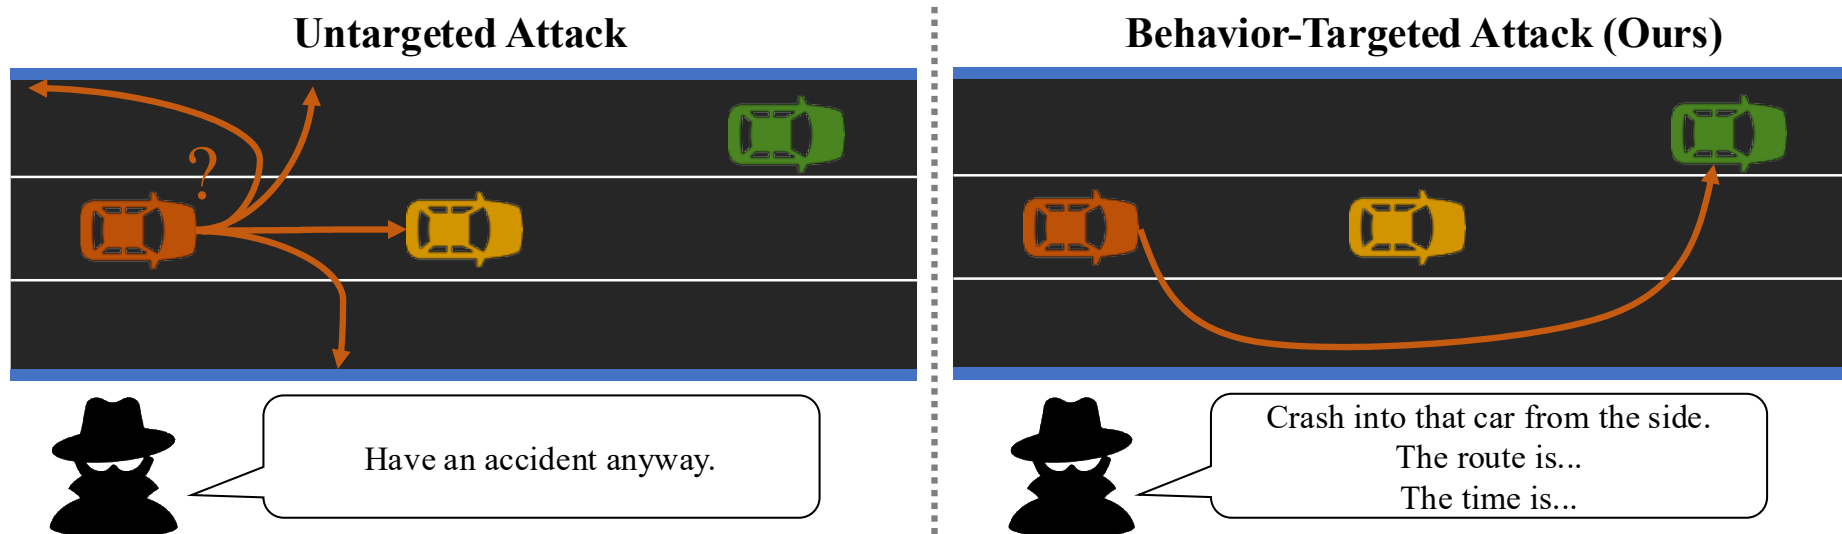 Untargeted Attack
?
Have an accident anyway.
Behavior-Targeted Attack (Ours)
Crash into that car from the side.
The route is...
The time is...